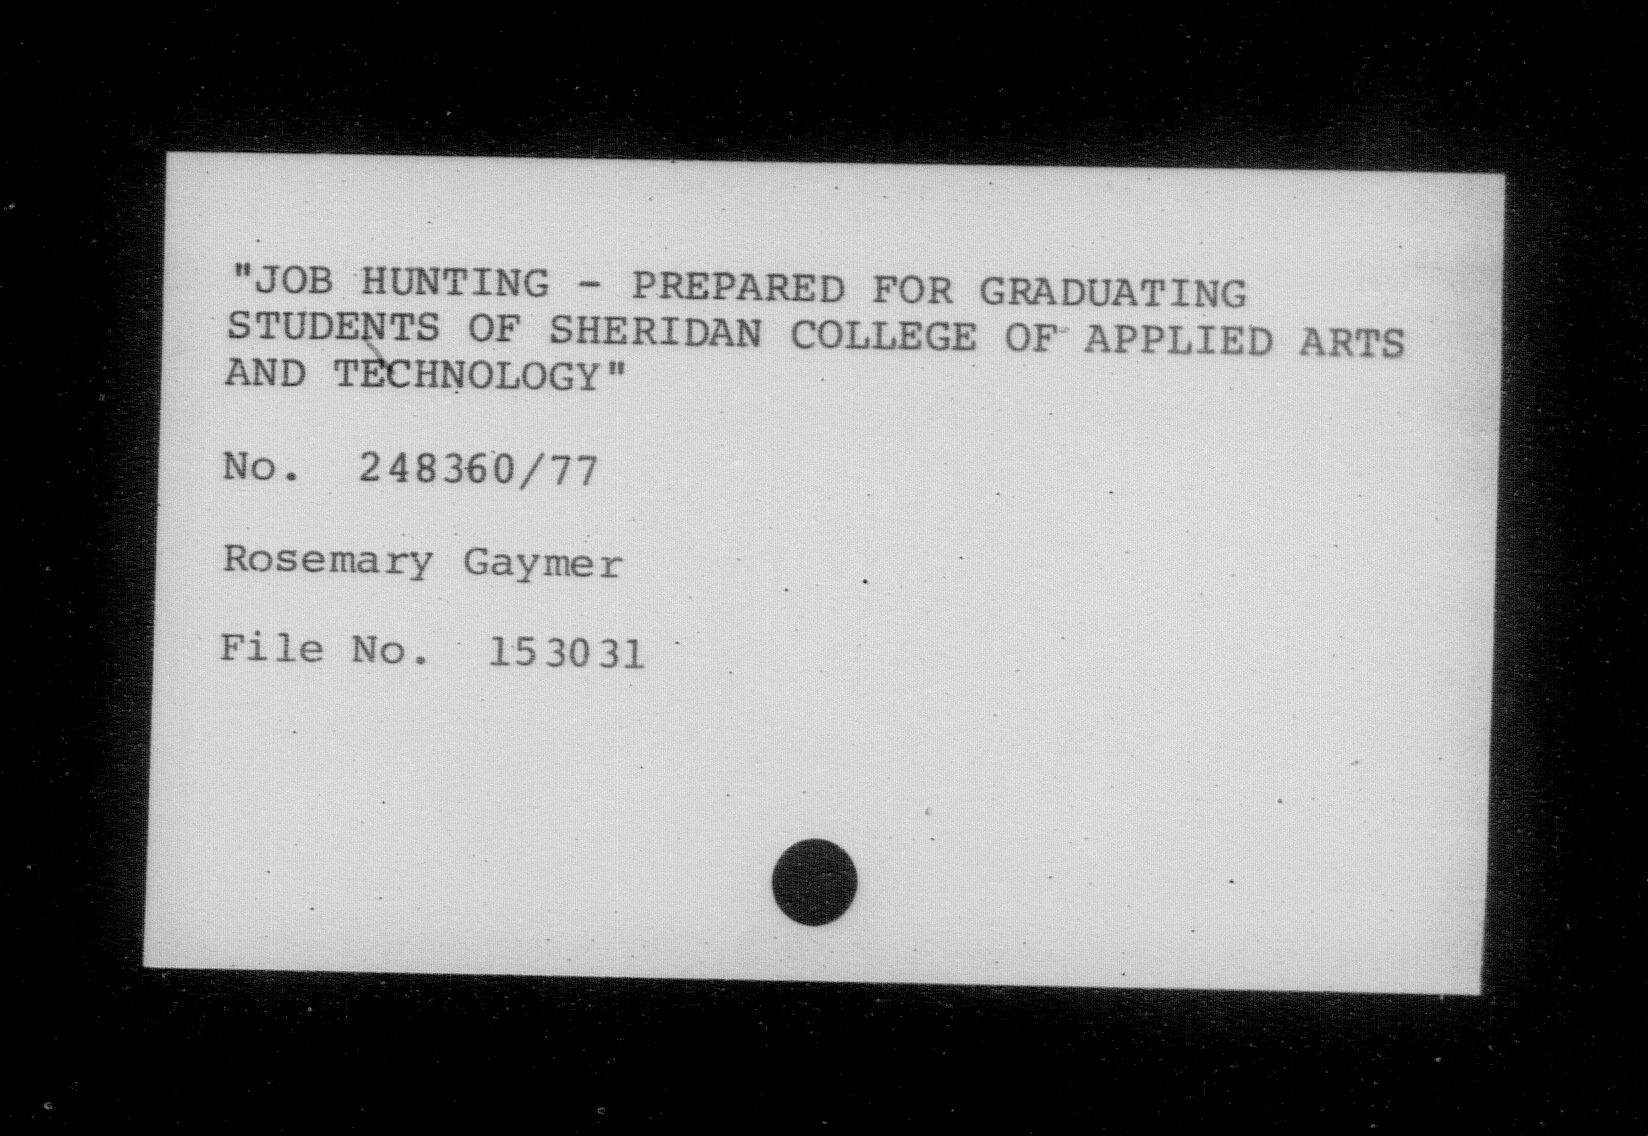 "JOB HUNTING - PREPARED FOR GRADUATING
STUDENTS OF SHERIDAN COLLEGE OF APPLIED ARTS
AND TECHNOLOGY"
No. 248360/77
Rosemary Gaymer
File No. 153031